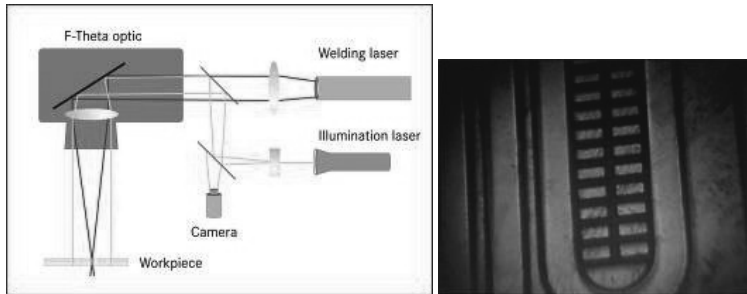 F-Theta optic
Welding laser
Illumination laser
Camera
Workpiece